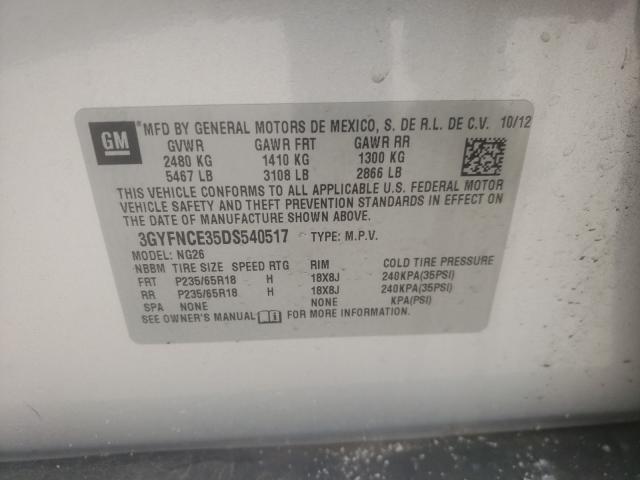 GM
MFD BY GENERAL MOTORS DE MEXICO, S. DE R.L. DE C.V. 10/12
GVWR GAWR FRT GAWR RR
2480 KG 1410 KG 1300 KG
5467 LB 3108 LB 2866 LB
THIS VEHICLE CONFORMS TO ALL APPLICABLE U.S. FEDERAL MOTOR
VEHICLE SAFETY AND THEFT PREVENTION STANDARDS IN EFFECT ON
THE DATE OF MANUFACTURE SHOWN ABOVE.
3GYFNCE35DS540517 TYPE: M.P.V.
MODEL: NG26
NBBM TIRE SIZE SPEED RTG RIM COLD TIRE PRESSURE
FRT P235/65R18 H 18X8J 240KPA(35PSI)
RR P235/65R18 H 18X8J 240KPA(35PSI)
SPA NONE NONE KPA(PSI)
SEE OWNER'S MANUAL FOR MORE INFORMATION.